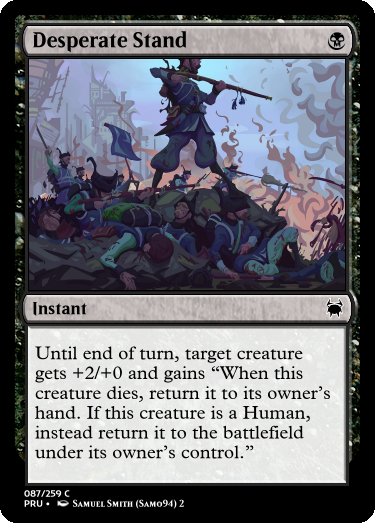 Desperate Stand
Instant
Until end of turn, target creature
gets +2/+0 and gains “When this
creature dies, return it to its owner’s
hand. If this creature is a Human,
instead return it to the battlefield
under its owner’s control.”
087/259 C
PRU • Samuel Smith (Samo94) 2